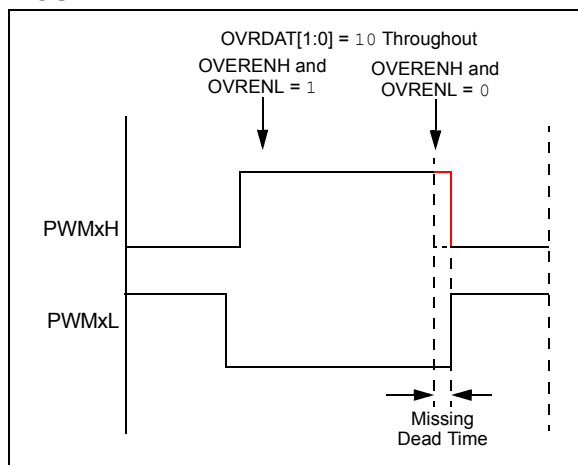 OVRDAT[1:0] = 10 Throughout
OVERENH and
OVRENL = 1
OVERENH and
OVRENL = 0
PWMxH
PWMxL
Missing
Dead Time